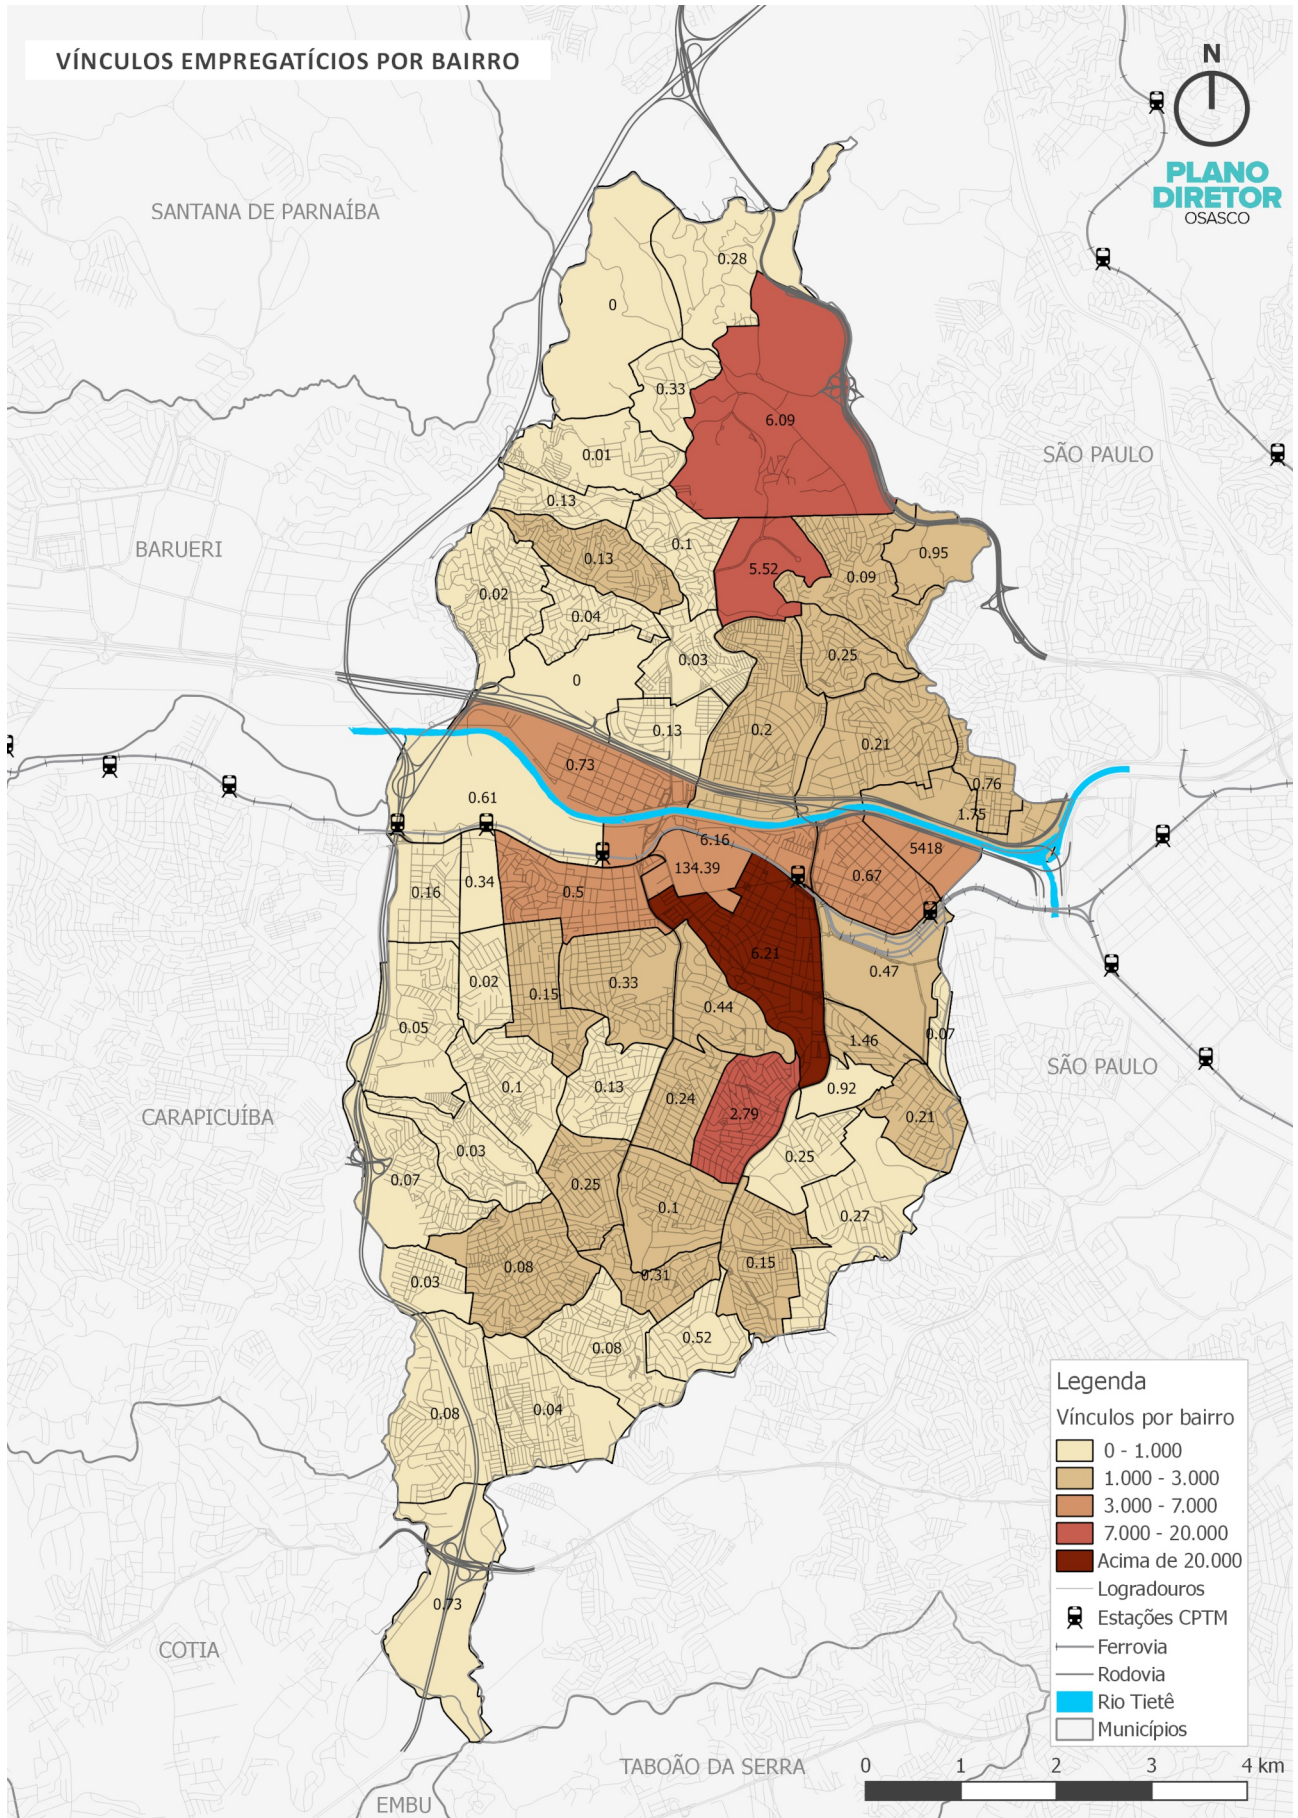 VÍNCULOS EMPREGATÍCIOS POR BAIRRO
N
PLANO
DIRETOR
OSASCO
SANTANA DE PARNAÍBA
0.28
0
0.33
6.09
SÃO PAULO
0.01
0.13
BARUERI
0.13
0.1
5.52
0.09
0.95
0.02
0.04
0.03
0.25
0
0.13
0.2
0.21
0.73
0.76
0.61
1.75
6.16
5418
134.39
0.67
0.16
0.34
0.5
6.21
0.47
0.02
0.15
0.33
0.44
0.05
1.46
0.07
SÃO PAULO
0.1
0.13
0.24
2.79
0.92
0.21
CARAPICUÍBA
0.03
0.25
0.07
0.25
0.1
0.27
0.03
0.08
0.31
0.15
0.08
0.52
0.08
0.04
0.73
COTIA
TABOÃO DA SERRA
EMBU
Legenda
Vínculos por bairro
0 - 1.000
1.000 - 3.000
3.000 - 7.000
7.000 - 20.000
Acima de 20.000
Logradouros
Estações CPTM
Ferrovia
Rodovia
Rio Tietê
Municípios
0 1 2 3 4 km